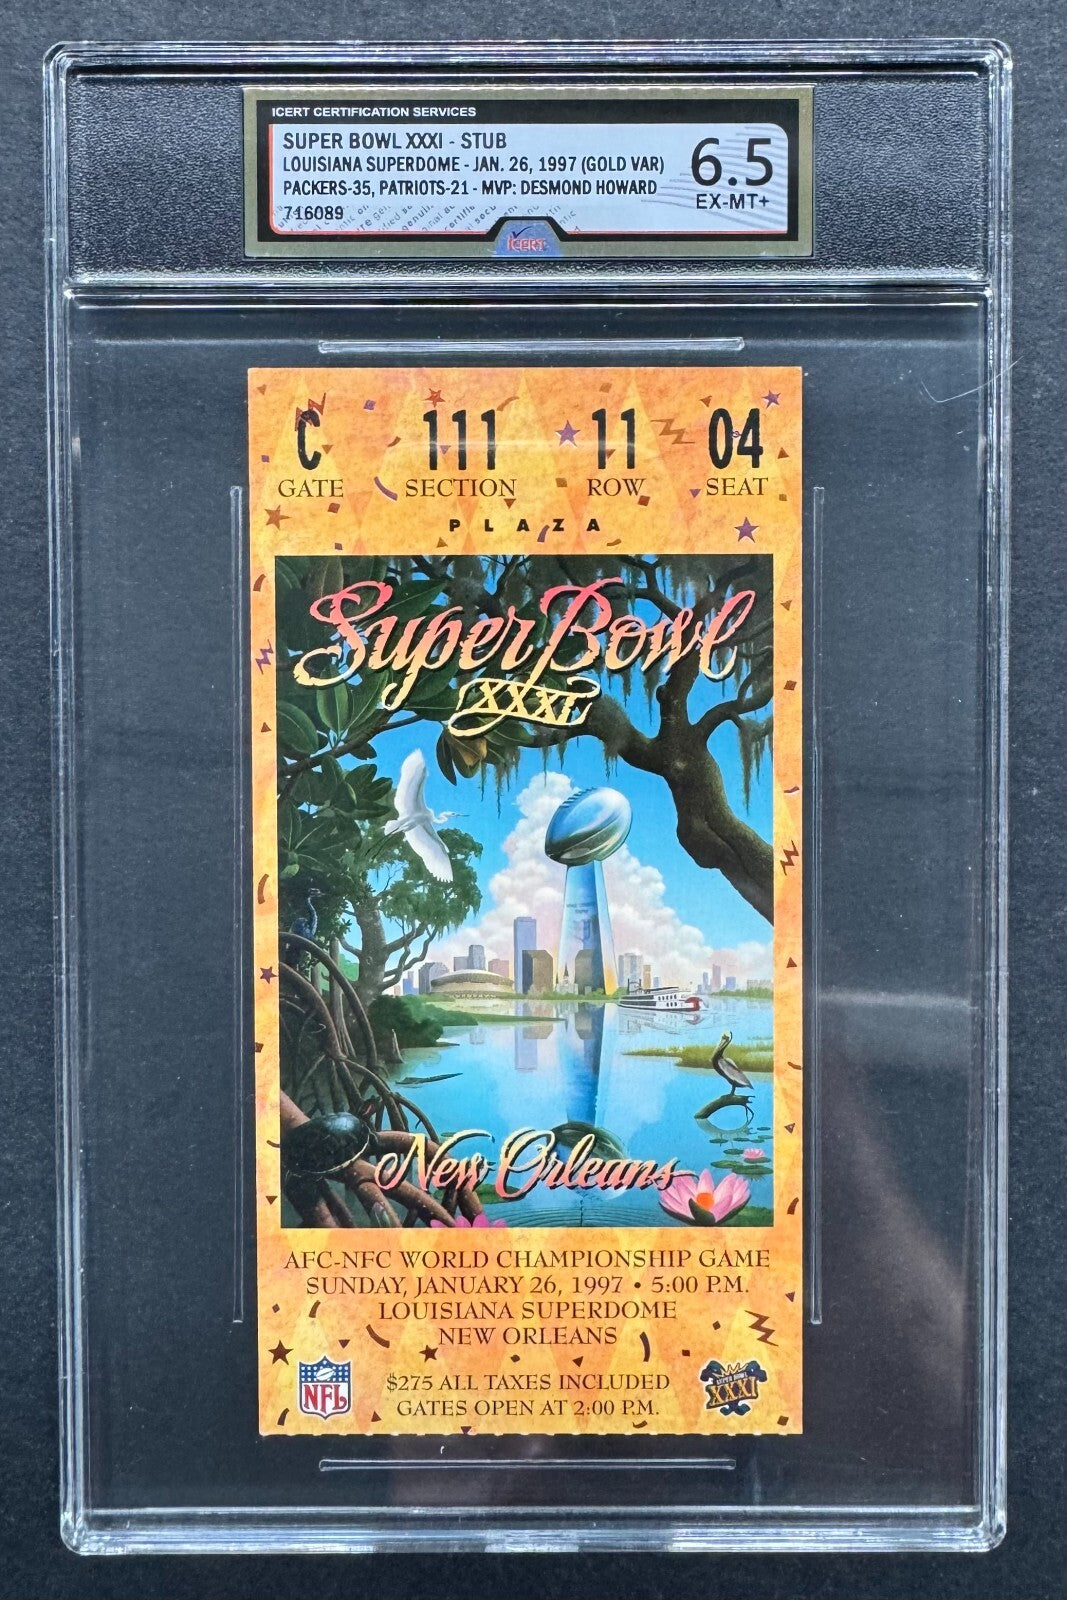 ICERT CERTIFICATION SERVICES
SUPER BOWL XXXI - STUB
LOUISIANA SUPERDOME - JAN. 26, 1997 (GOLD VAR)
PACKERS-35, PATRIOTS-21 - MVP: DESMOND HOWARD
716089
6.5
EX-MT+
ICERT
C 111 11 04
GATE SECTION ROW SEAT
PLAZA
Super Bowl
XXXI
New Orleans
AFC-NFC WORLD CHAMPIONSHIP GAME
SUNDAY, JANUARY 26, 1997 • 5:00 P.M.
LOUISIANA SUPERDOME
NEW ORLEANS
NFL
$275 ALL TAXES INCLUDED
GATES OPEN AT 2:00 P.M.
SUPER BOWL
XXXI